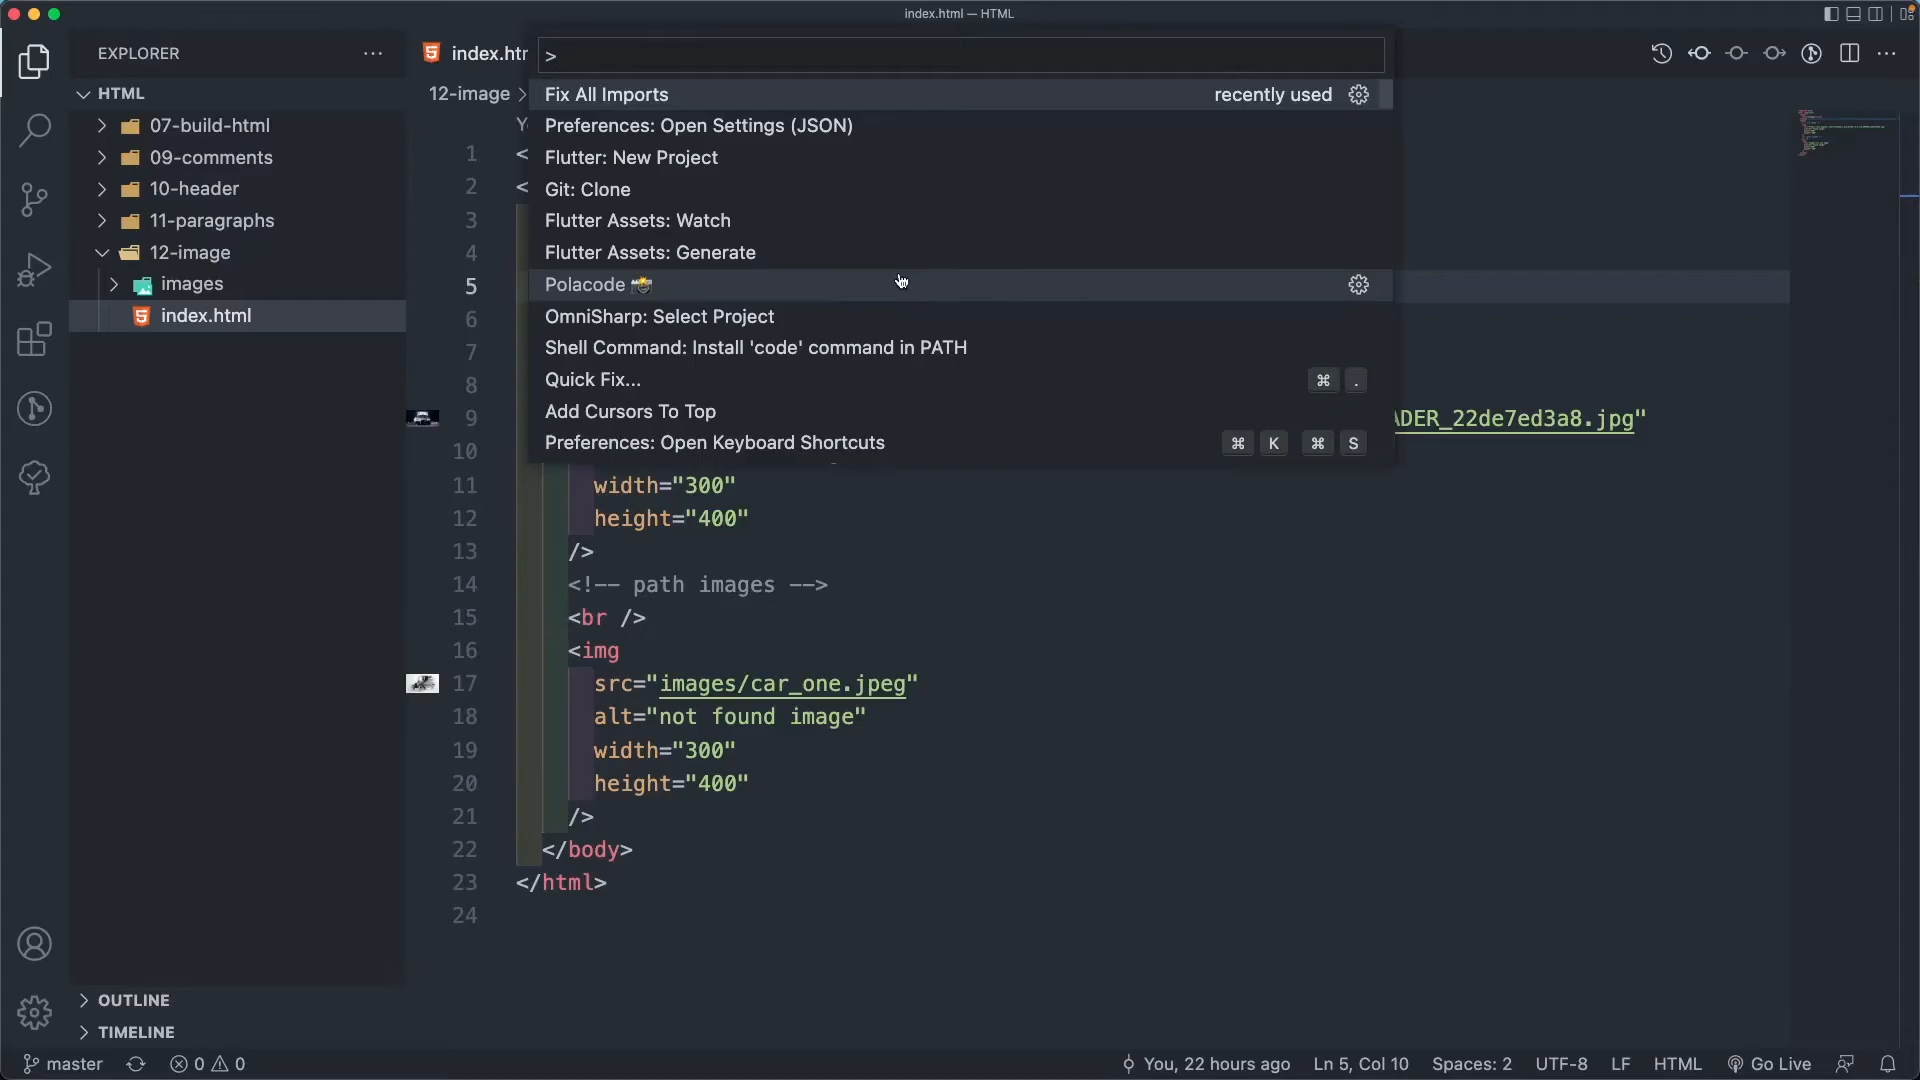 index.html — HTML
EXPLORER
HTML
07-build-html
09-comments
10-header
11-paragraphs
12-image
images
index.html
OUTLINE
TIMELINE
12-image >
>
Fix All Imports recently used
Preferences: Open Settings (JSON)
Flutter: New Project
Git: Clone
Flutter Assets: Watch
Flutter Assets: Generate
Polacode 📸
OmniSharp: Select Project
Shell Command: Install 'code' command in PATH
Quick Fix... ⌘ .
Add Cursors To Top
Preferences: Open Keyboard Shortcuts ⌘ K ⌘ S
1 <
2 <
3
4
5
6
7
8
9 ADER_22de7ed3a8.jpg"
10
11 width="300"
12 height="400"
13 />
14 <!-- path images -->
15 <br />
16 <img
17 src="images/car_one.jpeg"
18 alt="not found image"
19 width="300"
20 height="400"
21 />
22 </body>
23 </html>
24
master 0 0 You, 22 hours ago Ln 5, Col 10 Spaces: 2 UTF-8 LF HTML Go Live